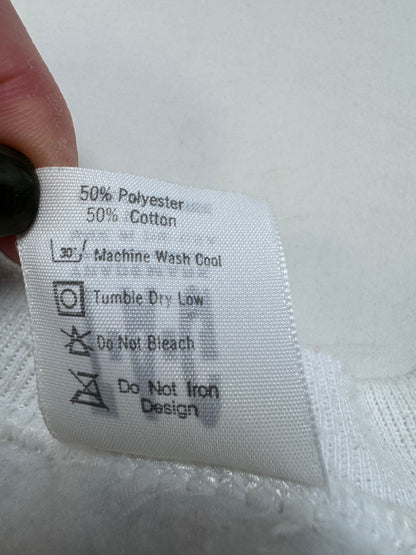 50% Polyester
50% Cotton
30° Machine Wash Cool
Tumble Dry Low
Do Not Bleach
Do Not Iron
Design